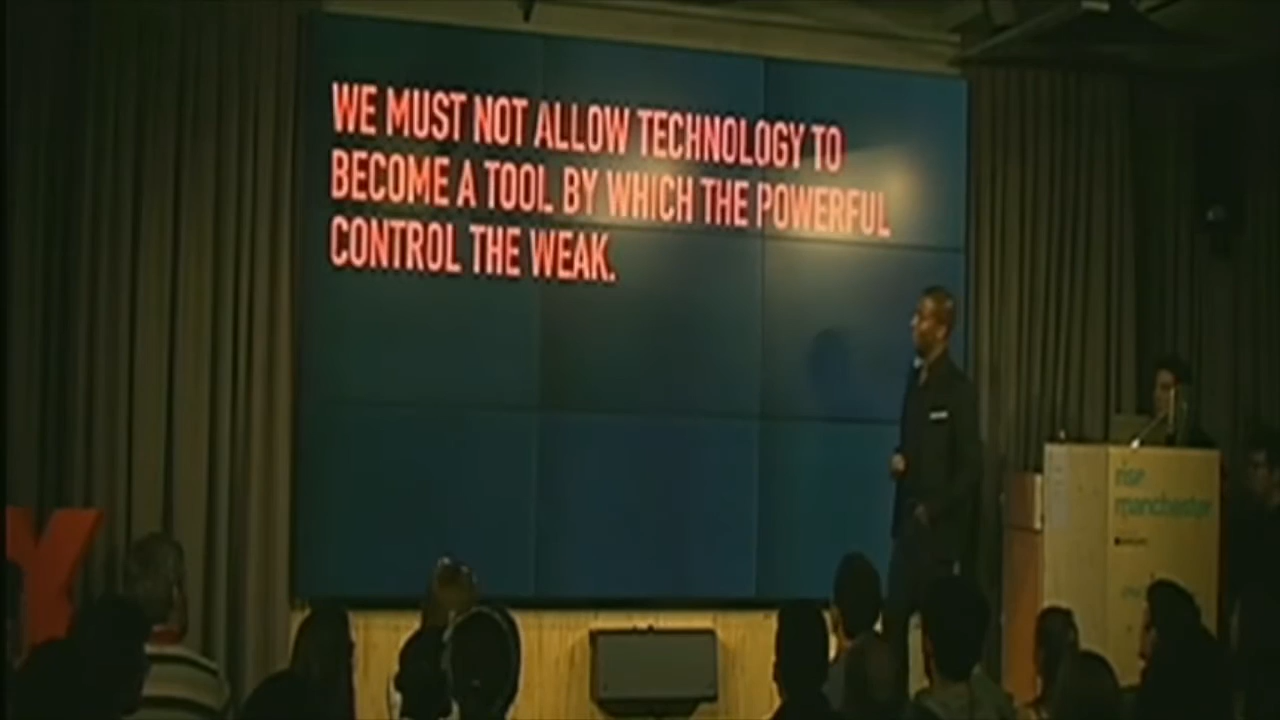 WE MUST NOT ALLOW TECHNOLOGY TO
BECOME A TOOL BY WHICH THE POWERFUL
CONTROL THE WEAK.
Y
rise
manchester